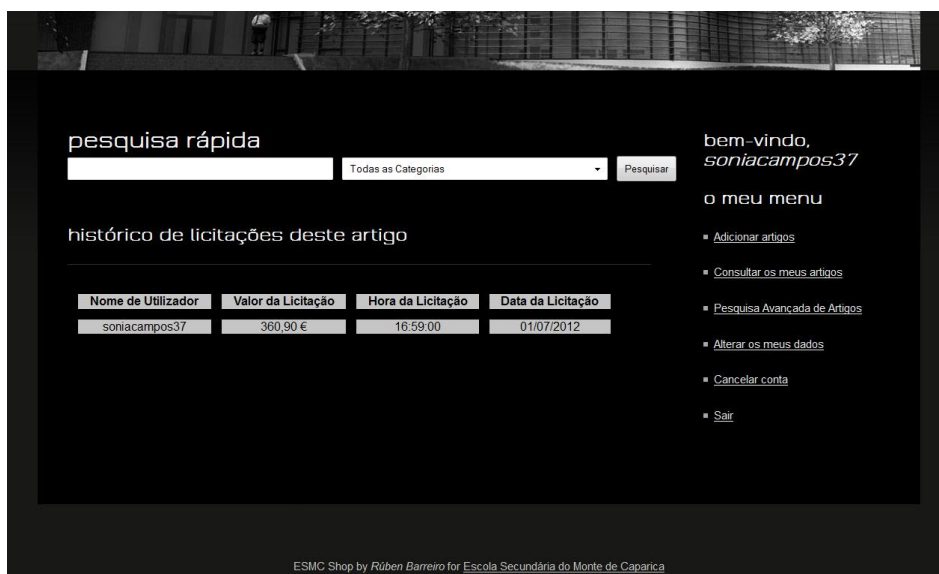 pesquisa rápida
Todas as Categorias
Pesquisar
histórico de licitações deste artigo
Nome de Utilizador Valor da Licitação Hora da Licitação Data da Licitação
soniacampos37 360,90 € 16:59:00 01/07/2012
bem-vindo,
soniacampos37
o meu menu
Adicionar artigos
Consultar os meus artigos
Pesquisa Avançada de Artigos
Alterar os meus dados
Cancelar conta
Sair
ESMC Shop by Rúben Barreiro for Escola Secundária do Monte de Caparica